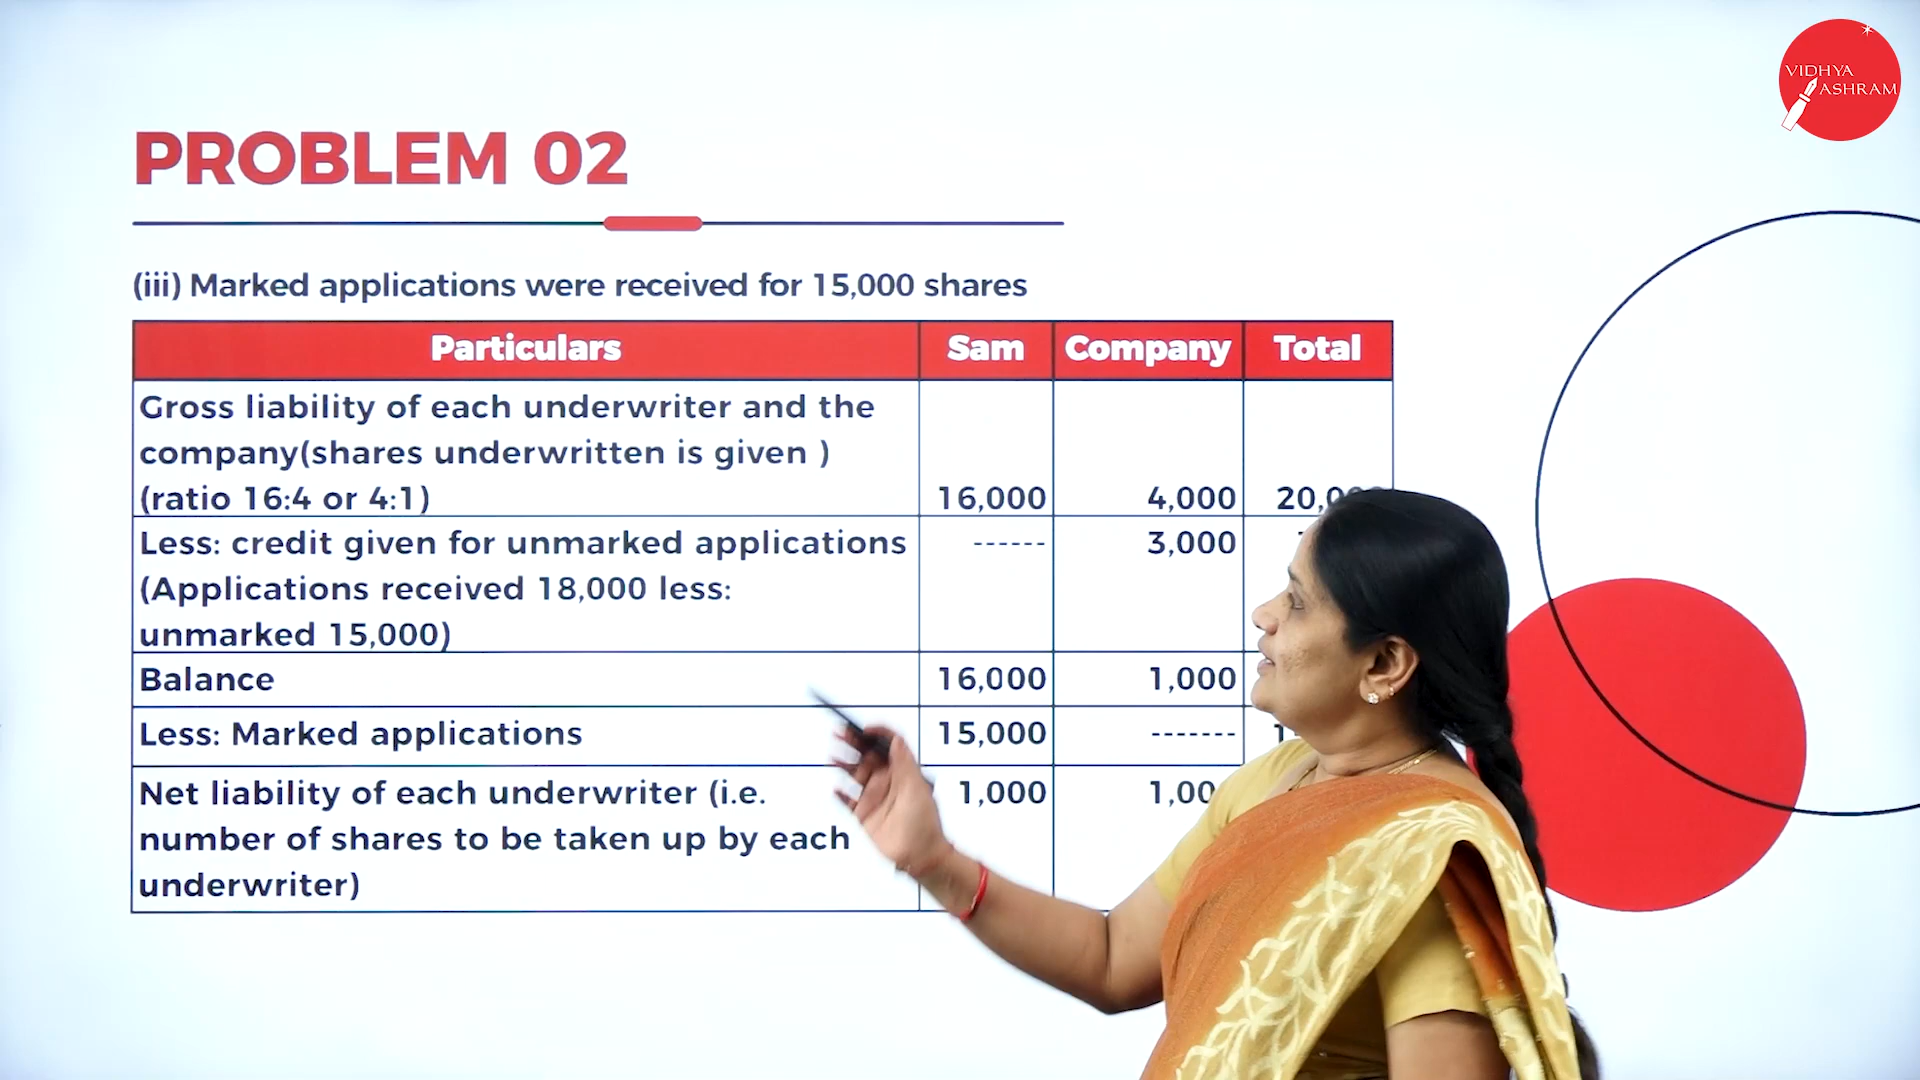 VIDHYA
ASHRAM
PROBLEM 02
(iii) Marked applications were received for 15,000 shares
Particulars Sam Company Total
Gross liability of each underwriter and the
company(shares underwritten is given )
(ratio 16:4 or 4:1) 16,000 4,000
Less: credit given for unmarked applications ------ 3,000
(Applications received 18,000 less:
unmarked 15,000)
Balance 16,000 1,000
Less: Marked applications 15,000 -------
Net liability of each underwriter (i.e. 1,000
number of shares to be taken up by each
underwriter)